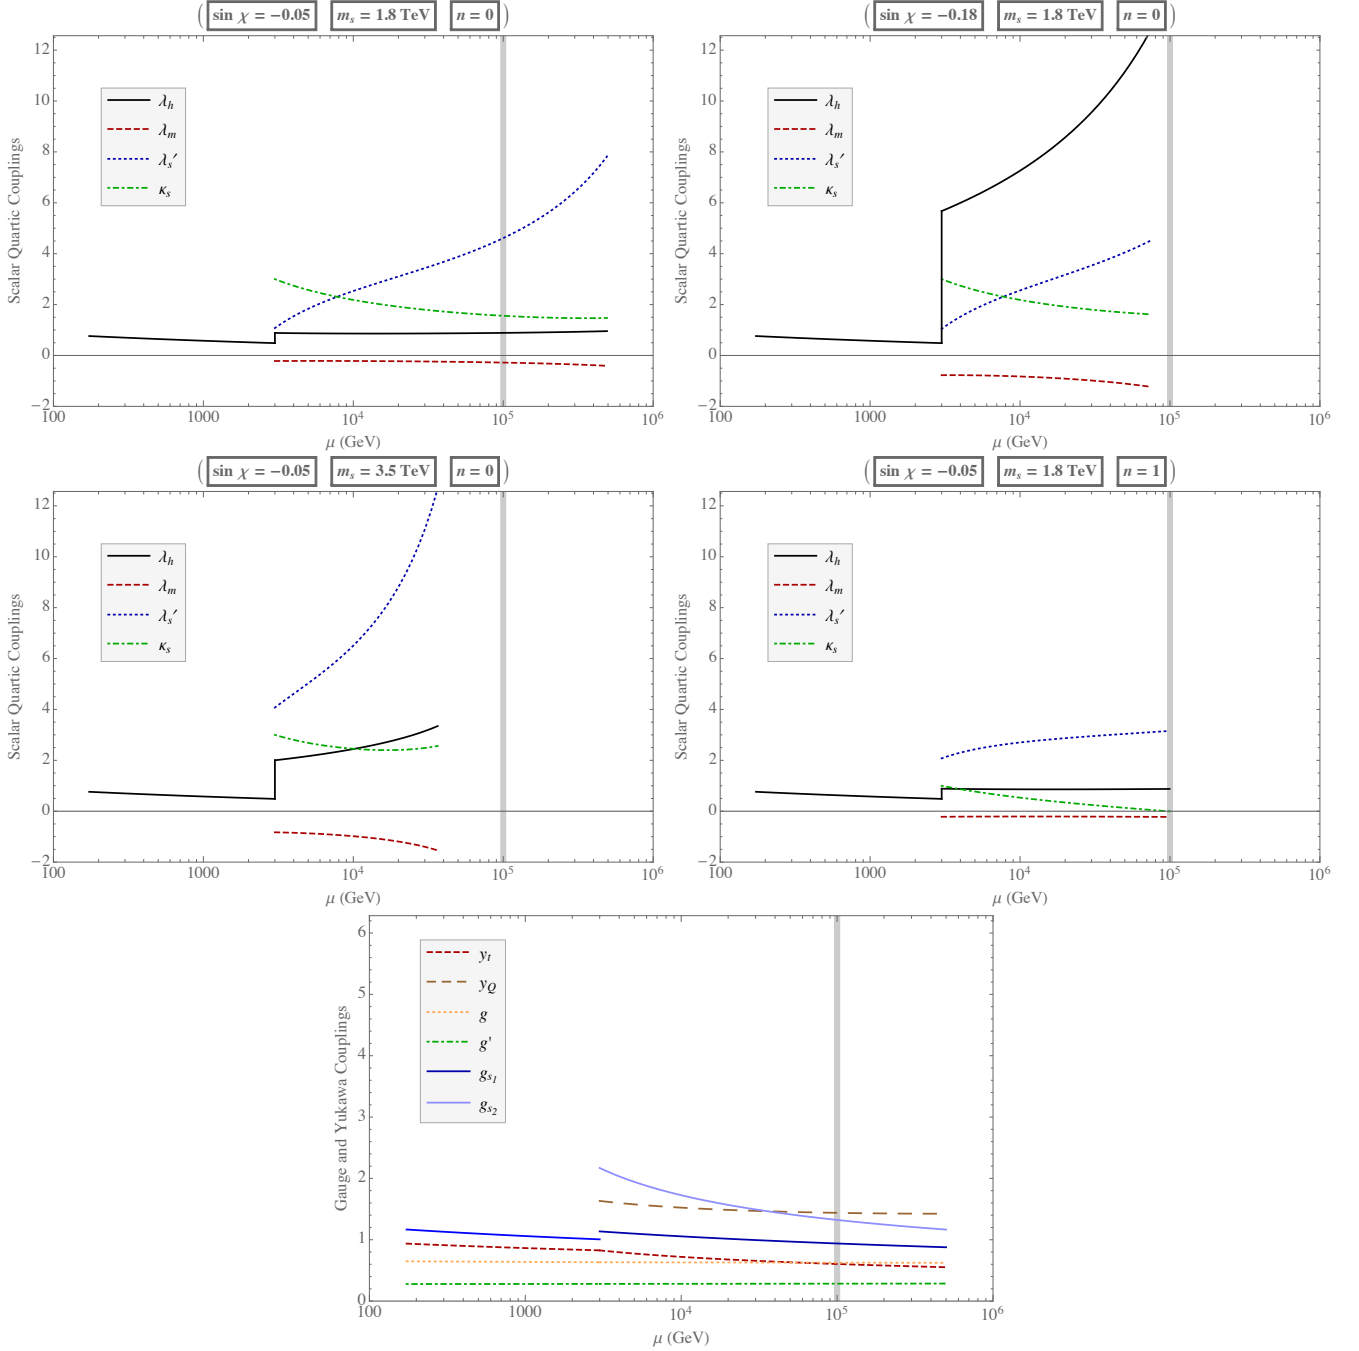 ( sin χ = −0.05 m_s = 1.8 TeV n = 0 )
12
10
8
6
4
2
0
−2
Scalar Quartic Couplings
λ_h
λ_m
λ_s′
κ_s
100 1000 10^4 10^5 10^6
μ (GeV)
( sin χ = −0.18 m_s = 1.8 TeV n = 0 )
12
10
8
6
4
2
0
−2
Scalar Quartic Couplings
λ_h
λ_m
λ_s′
κ_s
100 1000 10^4 10^5 10^6
μ (GeV)
( sin χ = −0.05 m_s = 3.5 TeV n = 0 )
12
10
8
6
4
2
0
−2
Scalar Quartic Couplings
λ_h
λ_m
λ_s′
κ_s
100 1000 10^4 10^5 10^6
μ (GeV)
( sin χ = −0.05 m_s = 1.8 TeV n = 1 )
12
10
8
6
4
2
0
−2
Scalar Quartic Couplings
λ_h
λ_m
λ_s′
κ_s
100 1000 10^4 10^5 10^6
μ (GeV)
6
5
4
3
2
1
0
Gauge and Yukawa Couplings
y_t
y_Q
g
g'
g_{s_1}
g_{s_2}
100 1000 10^4 10^5 10^6
μ (GeV)